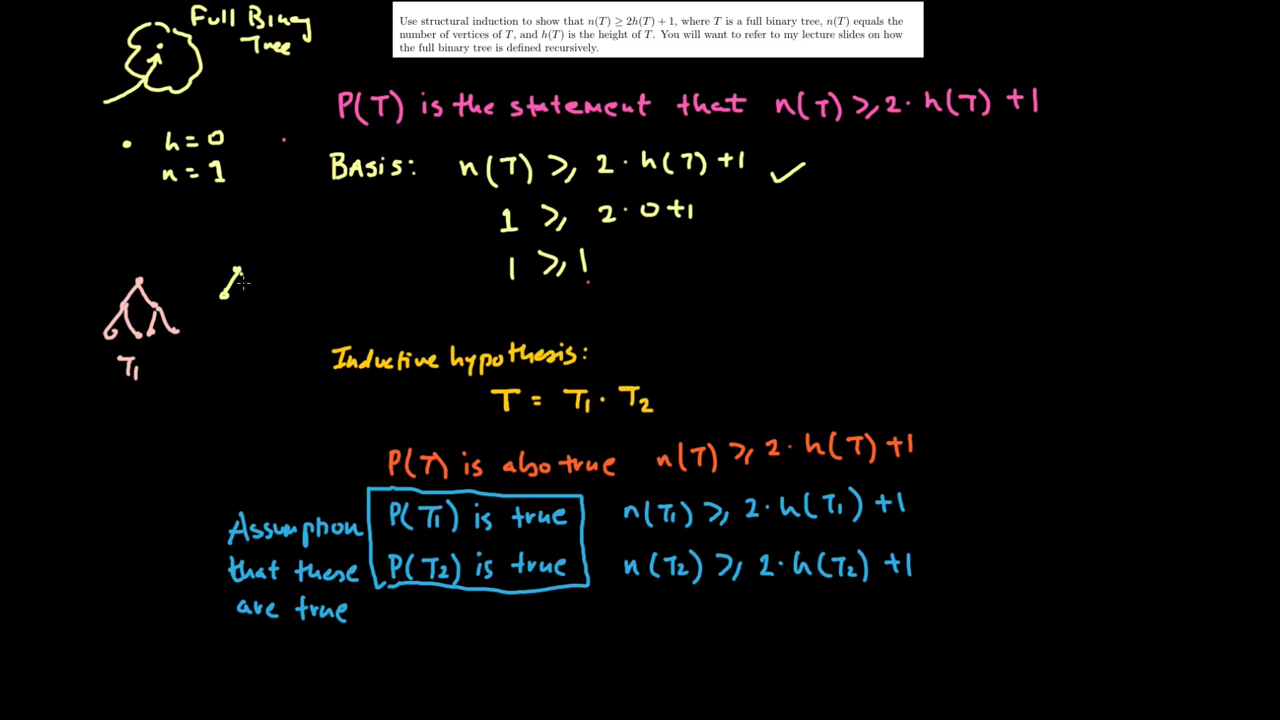 Full Binary
Tree
Use structural induction to show that n(T) ≥ 2h(T) + 1, where T is a full binary tree, n(T) equals the
number of vertices of T, and h(T) is the height of T. You will want to refer to my lecture slides on how
the full binary tree is defined recursively.
P(T) is the statement that n(T) ≥ 2·h(T) +1
h = 0
n = 1
BASis: n(T) ≥ 2·h(T) +1 ✓
1 ≥ 2·0+1
1 ≥ 1
T₁
Inductive hypothesis:
T = T₁ · T₂
P(T) is also true n(T) ≥ 2·h(T) +1
Assumption
that these
are true
P(T₁) is true n(T₁) ≥ 2·h(T₁) +1
P(T₂) is true n(T₂) ≥ 2·h(T₂) +1